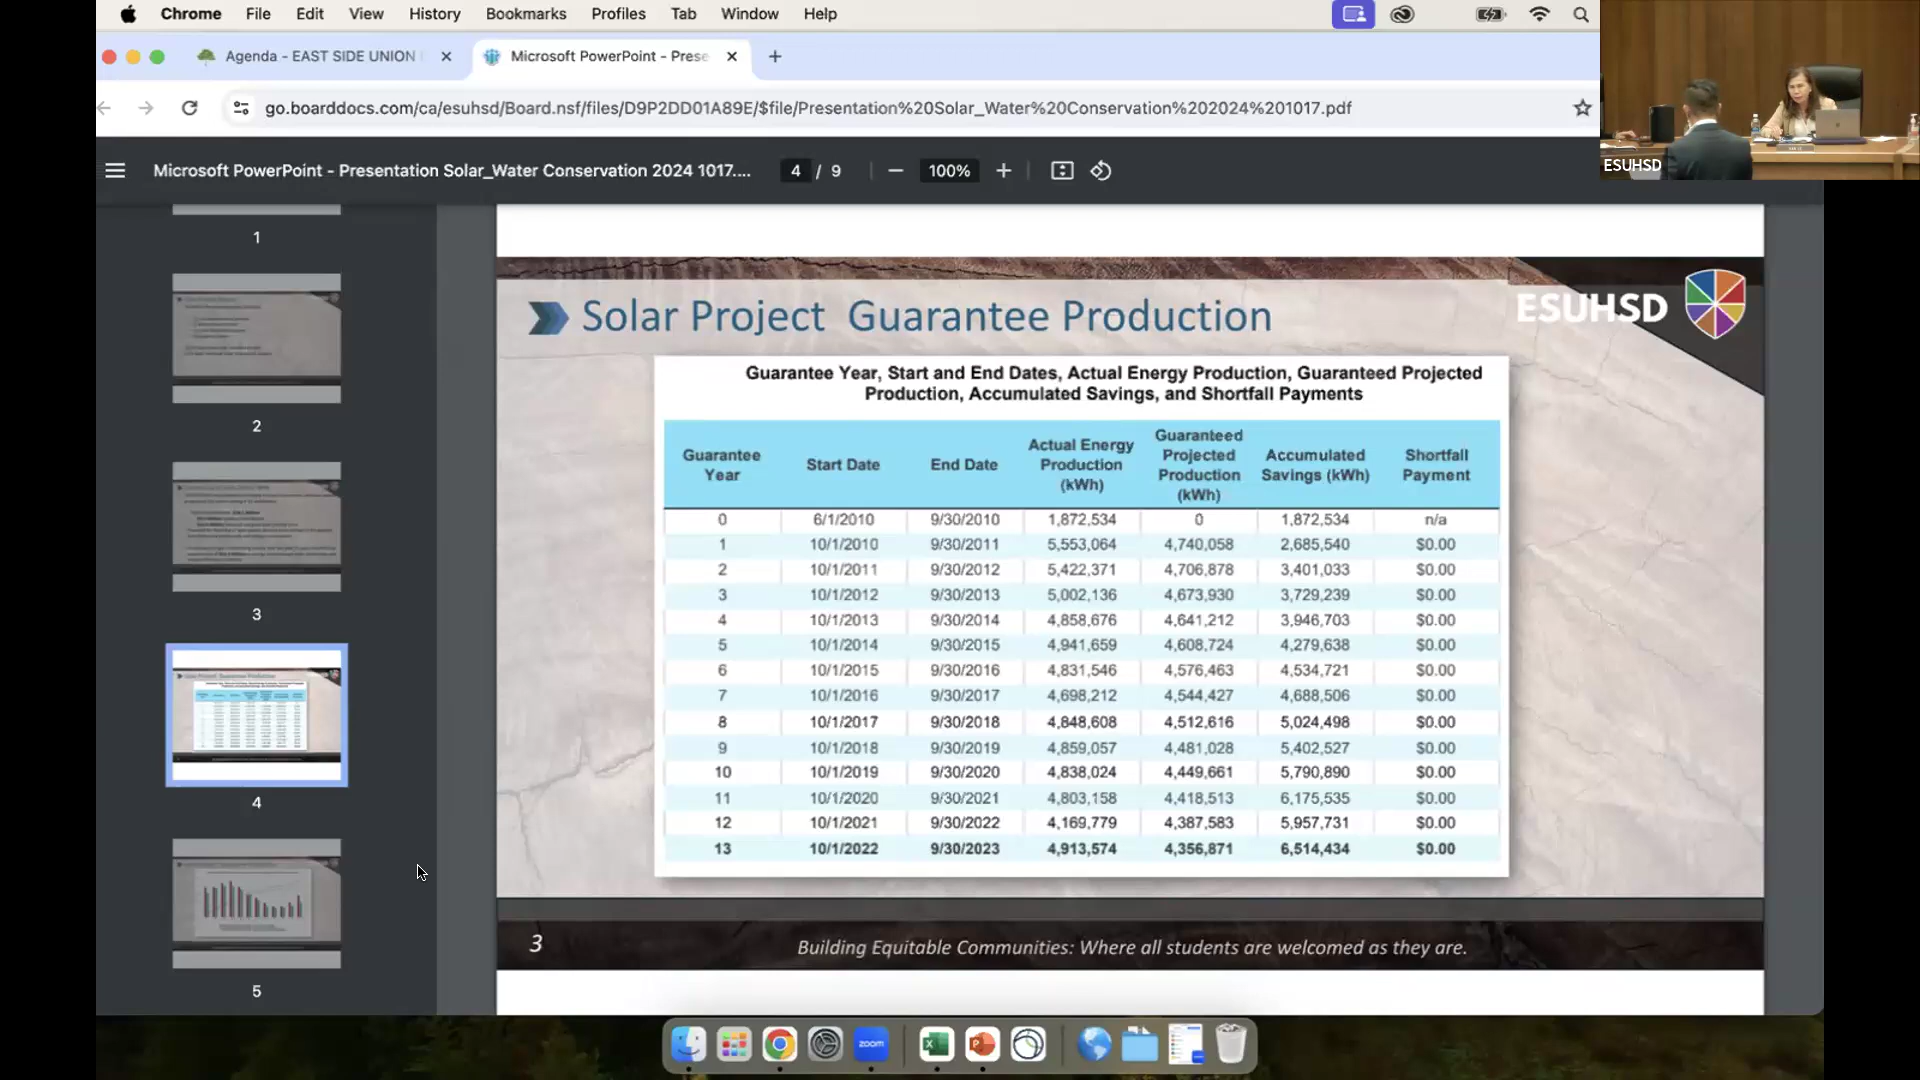 Chrome File Edit View History Bookmarks Profiles Tab Window Help
Agenda - EAST SIDE UNION
Microsoft PowerPoint - Prese
go.boarddocs.com/ca/esuhsd/Board.nsf/files/D9P2DD01A89E/$file/Presentation%20Solar_Water%20Conservation%202024%201017.pdf
ESUHSD
Microsoft PowerPoint - Presentation Solar_Water Conservation 2024 1017.... 4 / 9 100%
1
2
3
4
5
Solar Project Guarantee Production
ESUHSD
Guarantee Year, Start and End Dates, Actual Energy Production, Guaranteed Projected
Production, Accumulated Savings, and Shortfall Payments
Guarantee Year Start Date End Date Actual Energy Production (kWh) Guaranteed Projected Production (kWh) Accumulated Savings (kWh) Shortfall Payment
0 6/1/2010 9/30/2010 1,872,534 0 1,872,534 n/a
1 10/1/2010 9/30/2011 5,553,064 4,740,058 2,685,540 $0.00
2 10/1/2011 9/30/2012 5,422,371 4,706,878 3,401,033 $0.00
3 10/1/2012 9/30/2013 5,002,136 4,673,930 3,729,239 $0.00
4 10/1/2013 9/30/2014 4,858,676 4,641,212 3,946,703 $0.00
5 10/1/2014 9/30/2015 4,941,659 4,608,724 4,279,638 $0.00
6 10/1/2015 9/30/2016 4,831,546 4,576,463 4,534,721 $0.00
7 10/1/2016 9/30/2017 4,698,212 4,544,427 4,688,506 $0.00
8 10/1/2017 9/30/2018 4,848,608 4,512,616 5,024,498 $0.00
9 10/1/2018 9/30/2019 4,859,057 4,481,028 5,402,527 $0.00
10 10/1/2019 9/30/2020 4,838,024 4,449,661 5,790,890 $0.00
11 10/1/2020 9/30/2021 4,803,158 4,418,513 6,175,535 $0.00
12 10/1/2021 9/30/2022 4,169,779 4,387,583 5,957,731 $0.00
13 10/1/2022 9/30/2023 4,913,574 4,356,871 6,514,434 $0.00
3
Building Equitable Communities: Where all students are welcomed as they are.
zoom